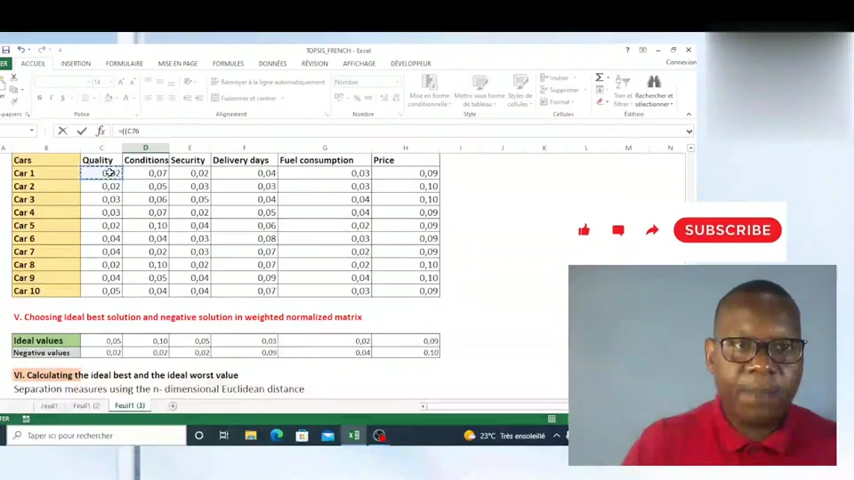 TOPSIS_FRENCH - Excel
ACCUEIL INSERTION FORMULAIRE MISE EN PAGE FORMULES DONNÉES RÉVISION AFFICHAGE DÉVELOPPEUR
Connexion
Renvoyer à la ligne automatiquement
Fusionner et centrer
Nombre
Mise en forme conditionnelle
Mettre sous forme de tableau
Styles de cellules
Insérer
Supprimer
Format
Trier et filtrer
Rechercher et sélectionner
Police Alignement Nombre Style Cellules Édition
=((C76
B C D E F G H I J K L M N
Cars Quality Conditions Security Delivery days Fuel consumption Price
Car 1 0,02 0,07 0,02 0,04 0,03 0,09
Car 2 0,02 0,05 0,03 0,03 0,03 0,10
Car 3 0,03 0,06 0,05 0,04 0,04 0,10
Car 4 0,03 0,07 0,02 0,05 0,04 0,09
Car 5 0,02 0,10 0,04 0,06 0,02 0,09
Car 6 0,04 0,04 0,03 0,08 0,03 0,09
Car 7 0,04 0,02 0,03 0,07 0,02 0,09
Car 8 0,02 0,10 0,02 0,07 0,02 0,10
Car 9 0,04 0,05 0,04 0,09 0,04 0,10
Car 10 0,05 0,04 0,04 0,07 0,03 0,09
V. Choosing Ideal best solution and negative solution in weighted normalized matrix
Ideal values 0,05 0,10 0,05 0,03 0,02 0,09
Negative values 0,02 0,02 0,02 0,09 0,04 0,10
VI. Calculating the ideal best and the ideal worst value
Separation measures using the n- dimensional Euclidean distance
Feuil1 Feuil1 (2) Feuil1 (3)
Taper ici pour rechercher
23°C Très ensoleillé
SUBSCRIBE